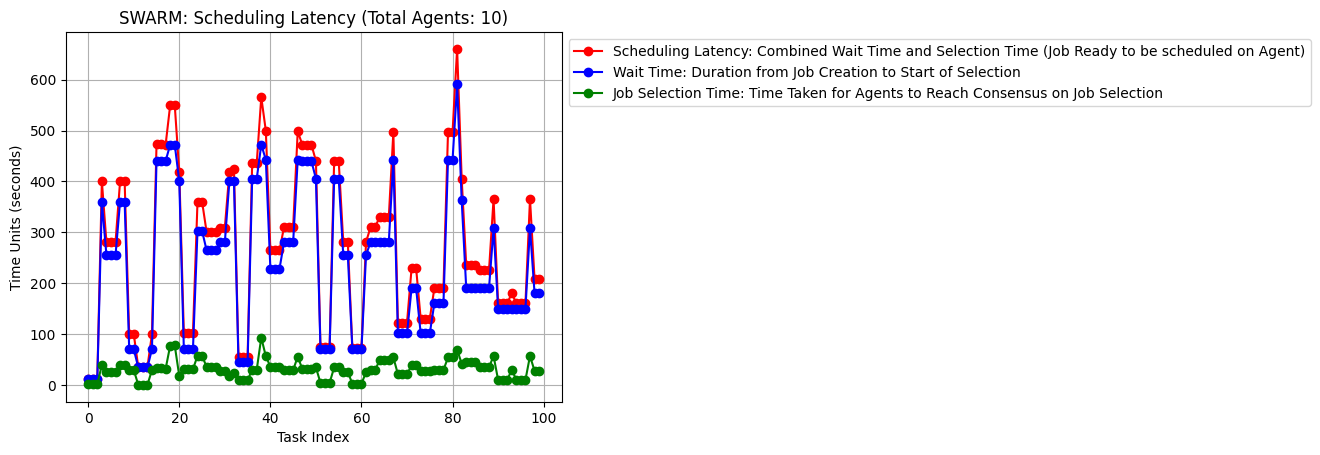 SWARM: Scheduling Latency (Total Agents: 10)
Scheduling Latency: Combined Wait Time and Selection Time (Job Ready to be scheduled on Agent)
Wait Time: Duration from Job Creation to Start of Selection
Job Selection Time: Time Taken for Agents to Reach Consensus on Job Selection
Time Units (seconds)
600
500
400
300
200
100
0
0 20 40 60 80 100
Task Index